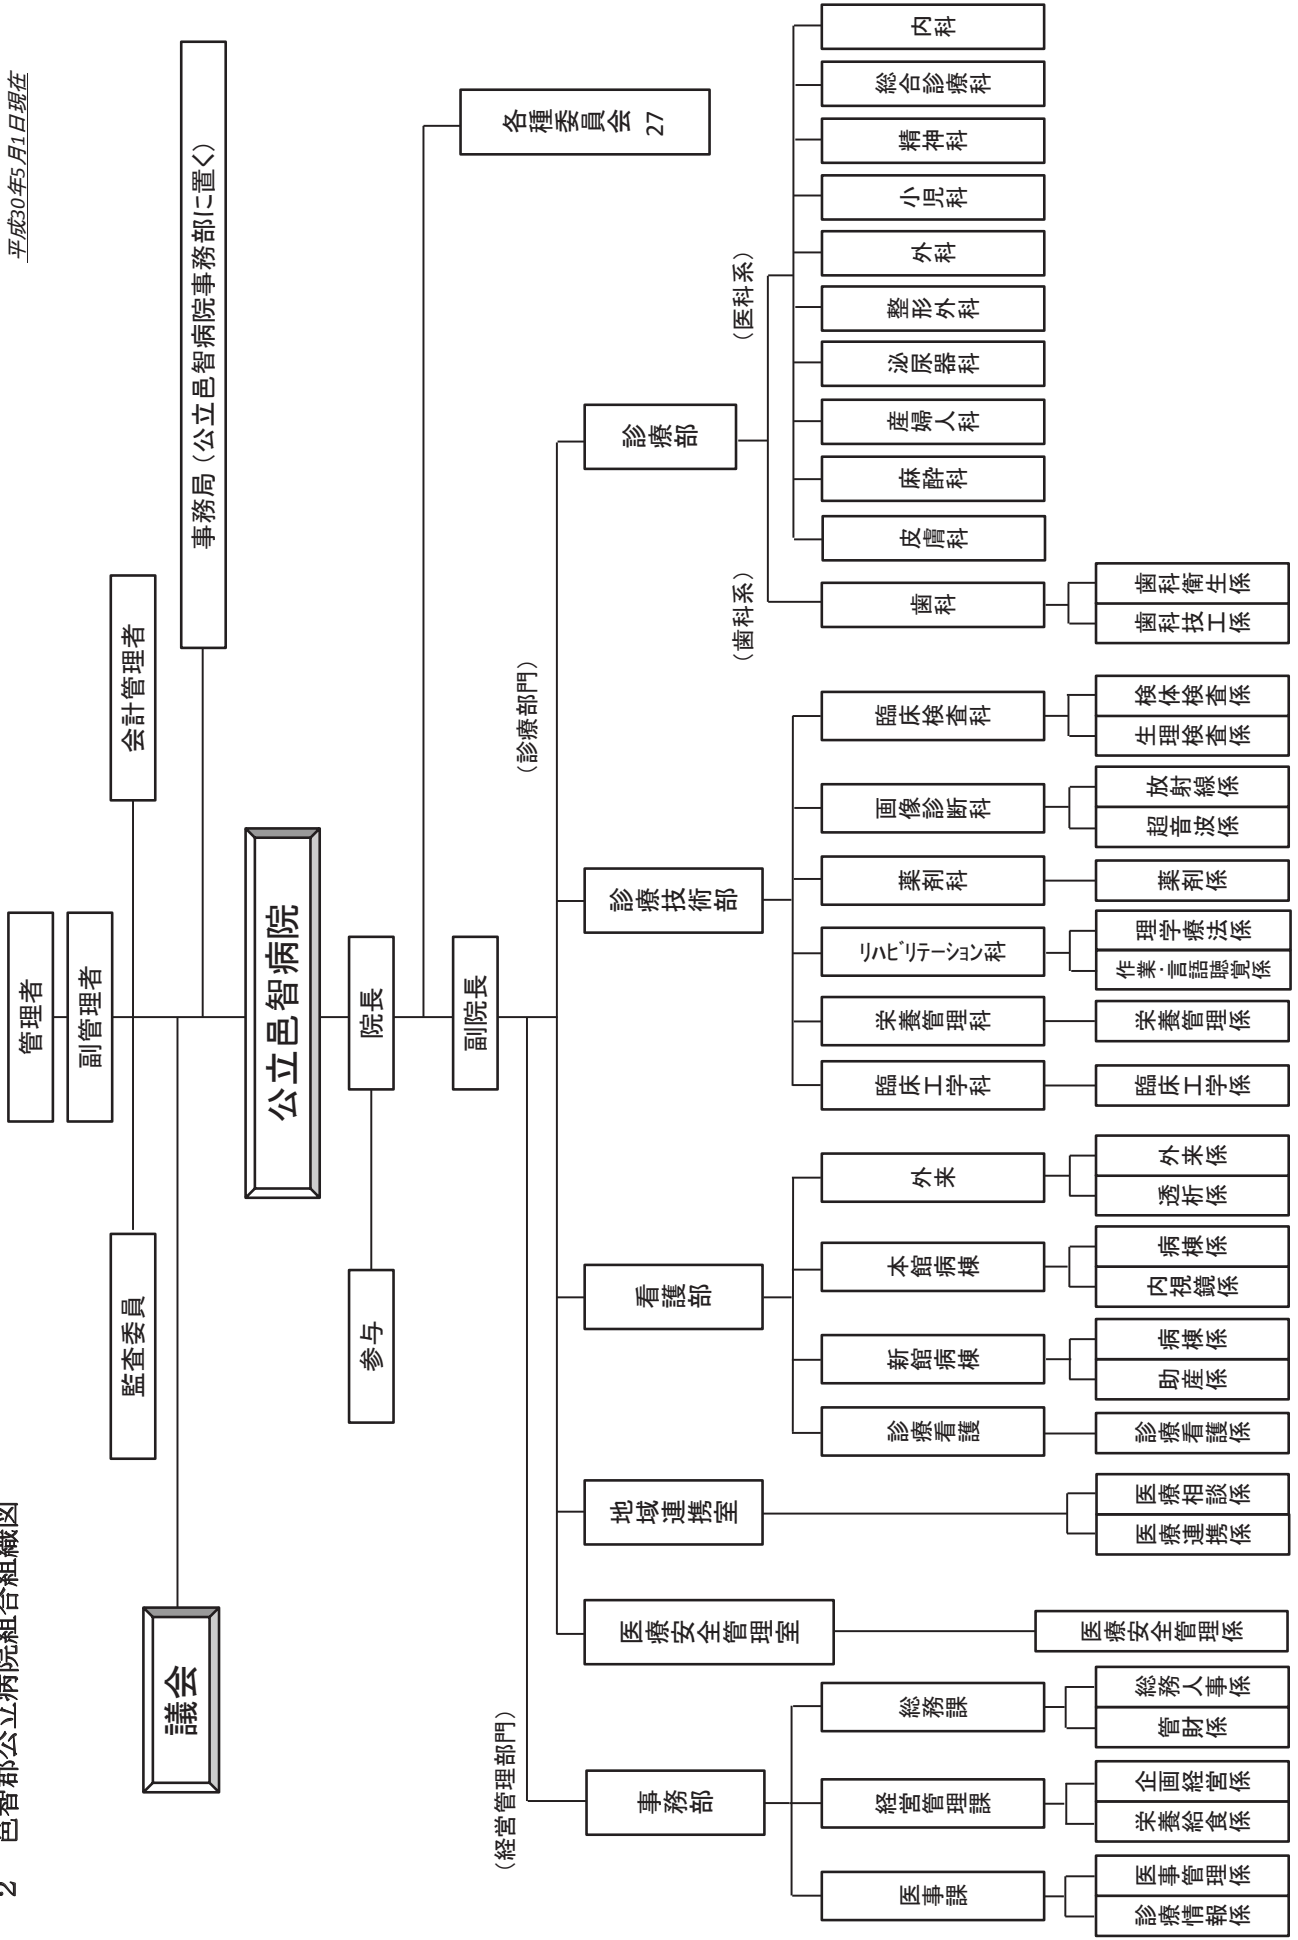 2 邑智郡公立病院組合組織図
平成30年5月1日現在
管理者
副管理者
監査委員
会計管理者
議会
事務局（公立邑智病院事務部に置く）
公立邑智病院
参与
院長
各種委員会 27
副院長
（経営管理部門）
（診療部門）
事務部
医療安全管理室
地域連携室
看護部
診療技術部
診療部
（歯科系）
（医科系）
医事課
経営管理課
総務課
診療看護
新館病棟
本館病棟
外来
臨床工学科
栄養管理科
リハビリテーション科
薬剤科
画像診断科
臨床検査科
歯科
皮膚科
麻酔科
産婦人科
泌尿器科
整形外科
外科
小児科
精神科
総合診療科
内科
診療情報係
医事管理係
栄養給食係
企画経営係
管財係
総務人事係
医療安全管理係
医療連携係
医療相談係
診療看護係
助産係
病棟係
内視鏡係
病棟係
透析係
外来係
臨床工学係
栄養管理係
作業・言語聴覚係
理学療法係
薬剤係
超音波係
放射線係
生理検査係
検体検査係
歯科技工係
歯科衛生係